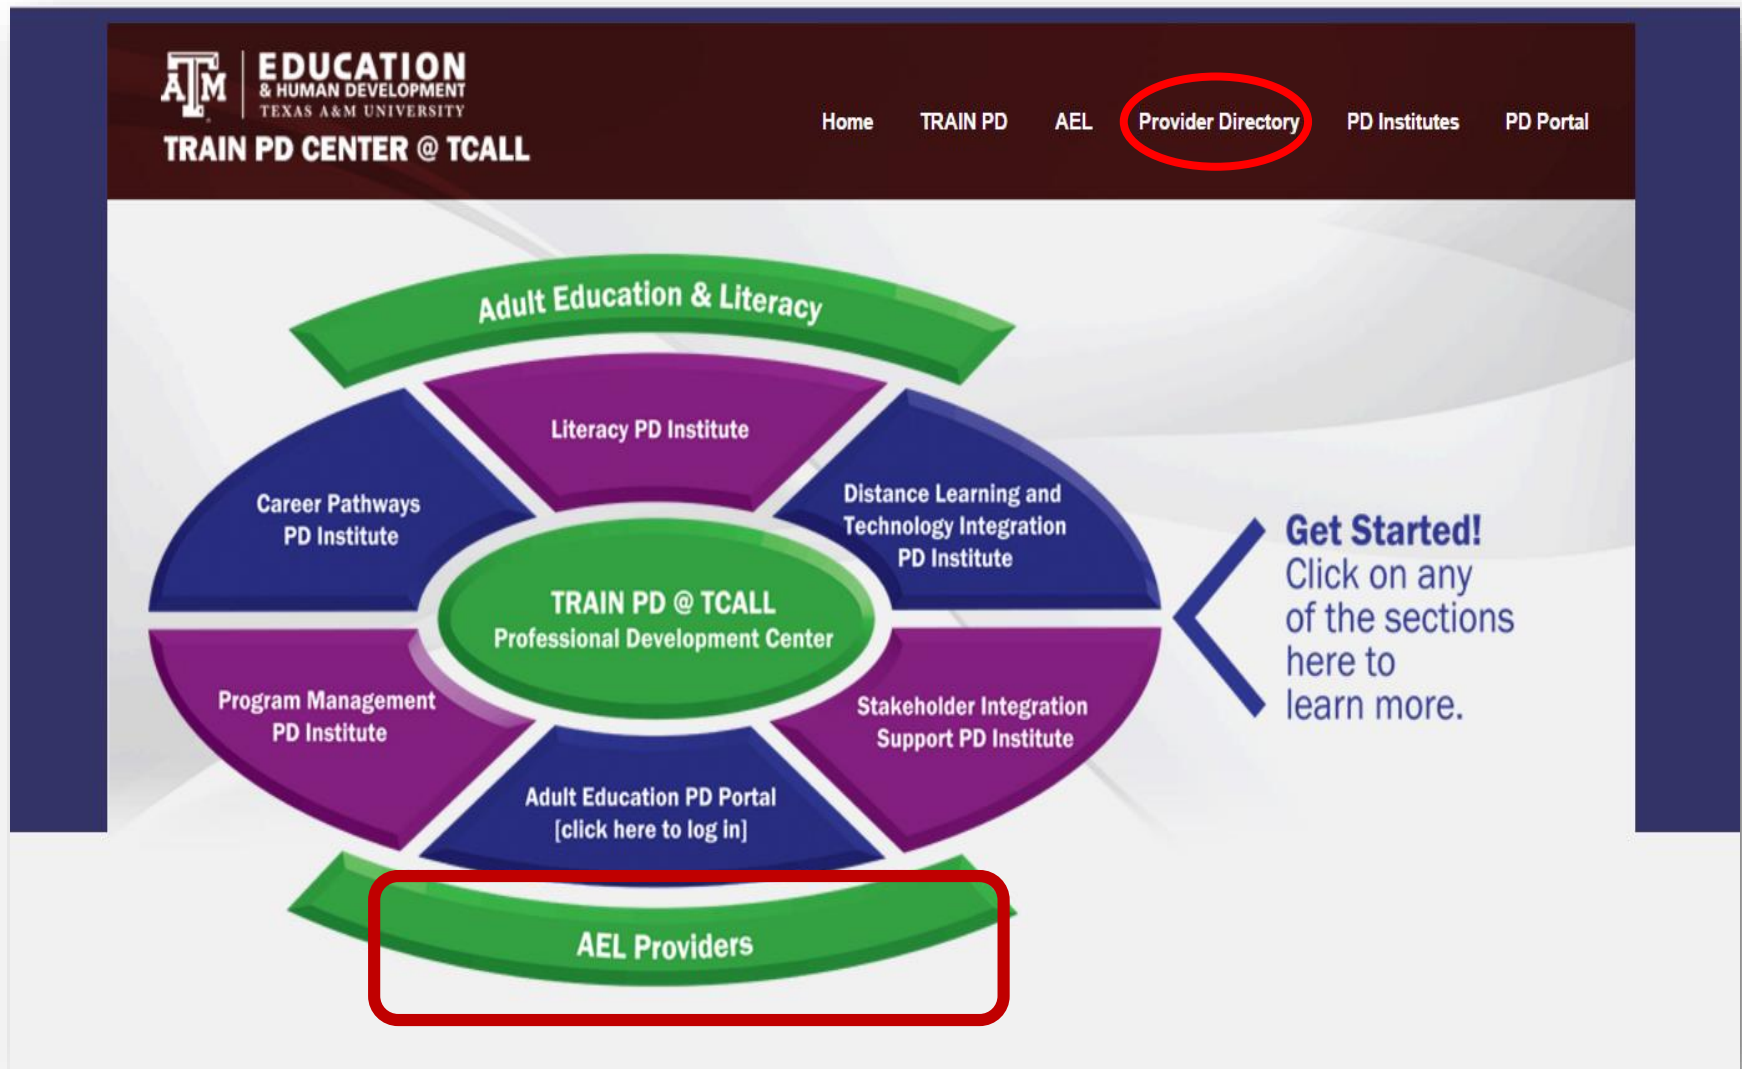 ĀM
EDUCATION
& HUMAN DEVELOPMENT
TEXAS A&M UNIVERSITY
TRAIN PD CENTER @ TCALL
Home TRAIN PD AEL Provider Directory PD Institutes PD Portal
Adult Education & Literacy
Literacy PD Institute
Career Pathways
PD Institute
Distance Learning and
Technology Integration
PD Institute
TRAIN PD @ TCALL
Professional Development Center
Get Started!
Click on any
of the sections
here to
learn more.
Program Management
PD Institute
Stakeholder Integration
Support PD Institute
Adult Education PD Portal
[click here to log in]
AEL Providers